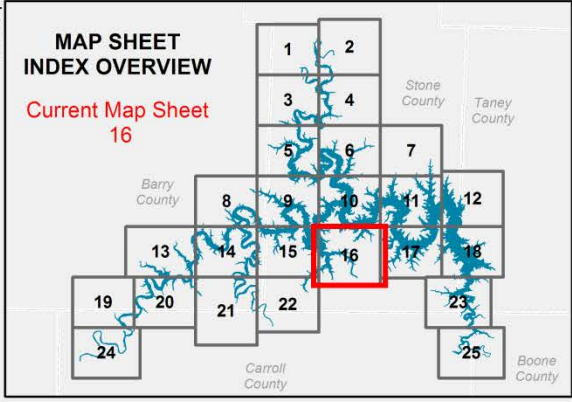 MAP SHEET
INDEX OVERVIEW
Current Map Sheet
16
1
2
3
4
Stone
County
Taney
County
5
6
7
Barry
County
8
9
10
11
12
13
14
15
16
17
18
19
20
21
22
23
24
25
Carroll
County
Boone
County